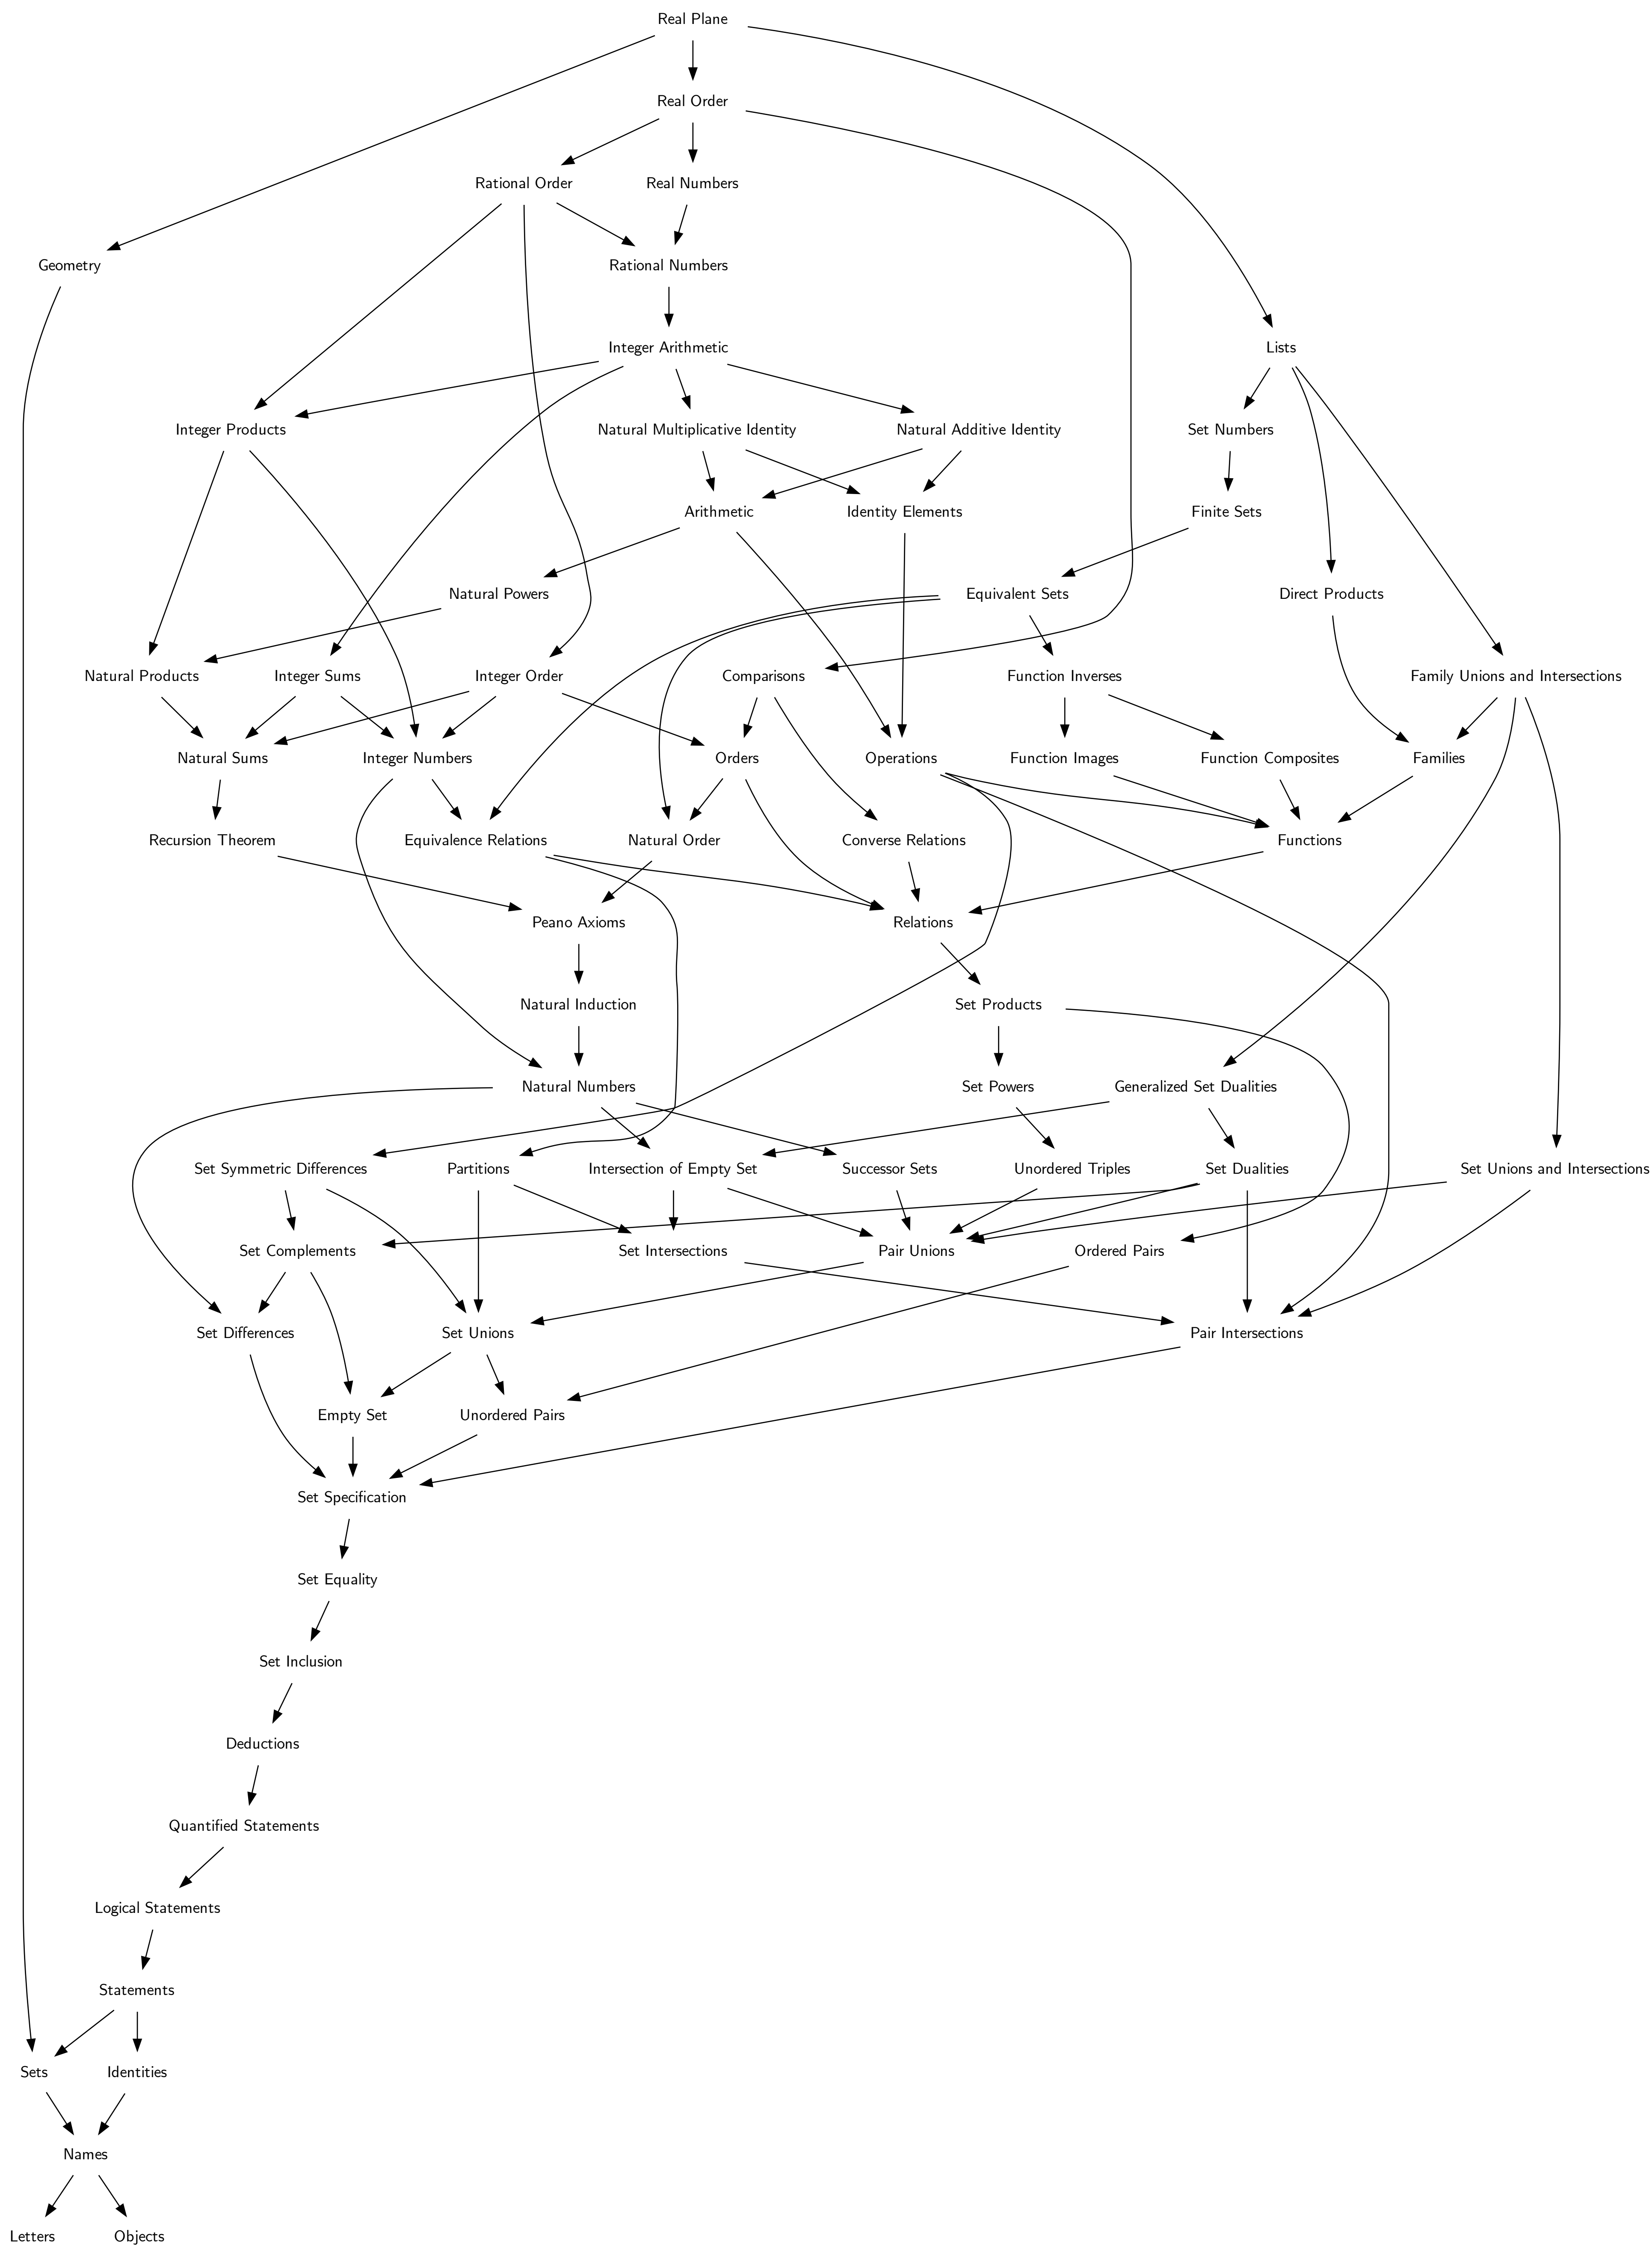 Real Plane
Real Order
Rational Order
Real Numbers
Geometry
Rational Numbers
Integer Arithmetic
Lists
Integer Products
Natural Multiplicative Identity
Natural Additive Identity
Set Numbers
Arithmetic
Identity Elements
Finite Sets
Natural Powers
Equivalent Sets
Direct Products
Natural Products
Integer Sums
Integer Order
Comparisons
Function Inverses
Family Unions and Intersections
Natural Sums
Integer Numbers
Orders
Operations
Function Images
Function Composites
Families
Recursion Theorem
Equivalence Relations
Natural Order
Converse Relations
Functions
Peano Axioms
Relations
Natural Induction
Set Products
Natural Numbers
Set Powers
Generalized Set Dualities
Set Symmetric Differences
Partitions
Intersection of Empty Set
Successor Sets
Unordered Triples
Set Dualities
Set Unions and Intersections
Set Complements
Set Intersections
Pair Unions
Ordered Pairs
Set Differences
Set Unions
Pair Intersections
Empty Set
Unordered Pairs
Set Specification
Set Equality
Set Inclusion
Deductions
Quantified Statements
Logical Statements
Statements
Sets
Identities
Names
Letters
Objects